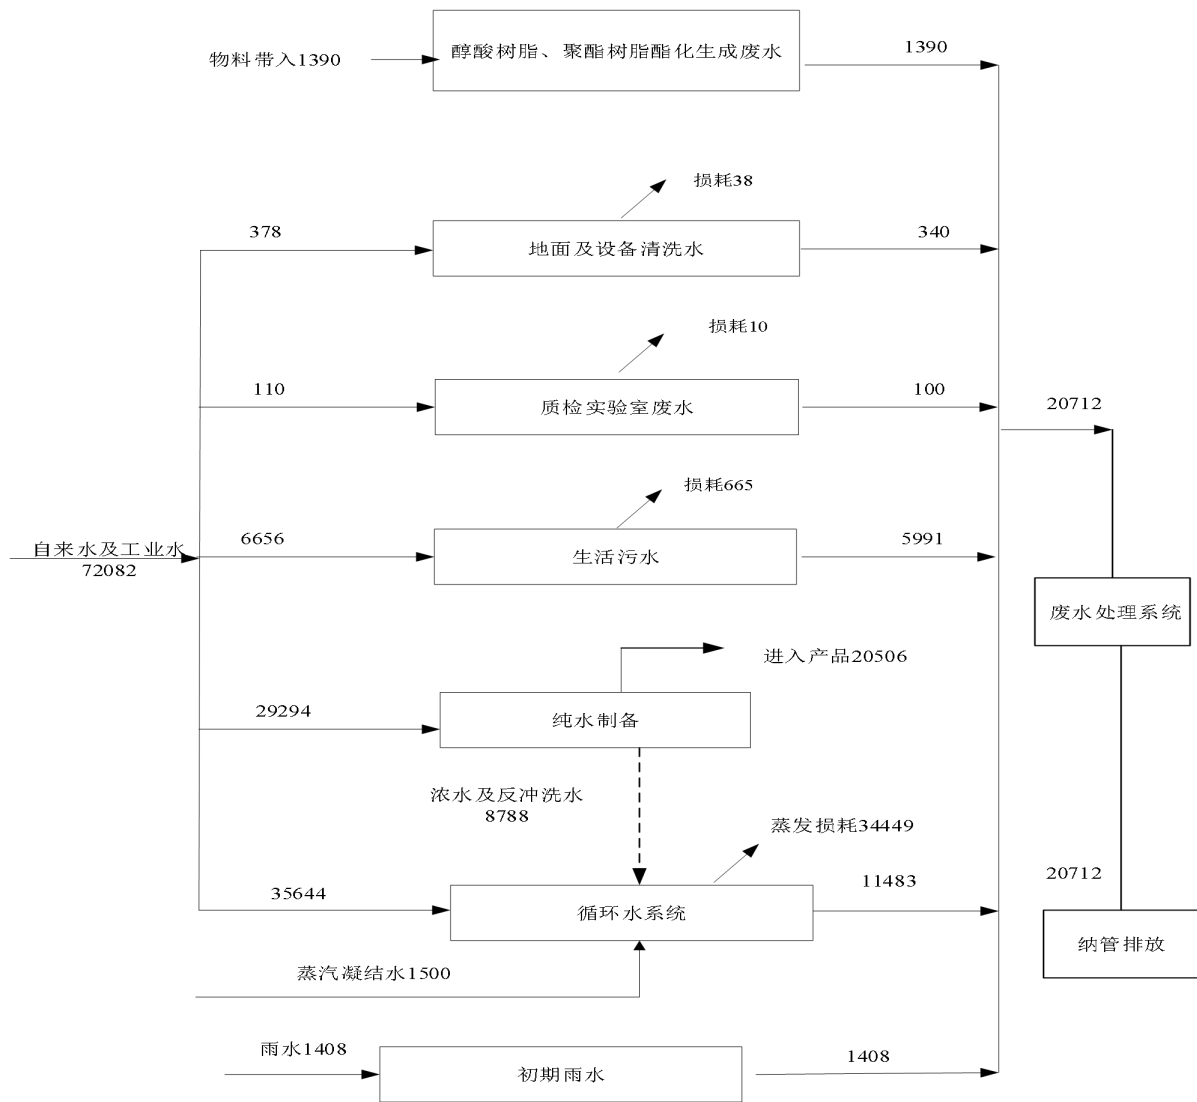 物料带入1390
醇酸树脂、聚酯树脂酯化生成废水
1390
损耗38
378
地面及设备清洗水
340
损耗10
110
质检实验室废水
100
20712
损耗665
自来水及工业水
72082
6656
生活污水
5991
废水处理系统
进入产品20506
29294
纯水制备
浓水及反冲洗水
8788
蒸发损耗34449
35644
循环水系统
11483
20712
纳管排放
蒸汽凝结水1500
雨水1408
初期雨水
1408